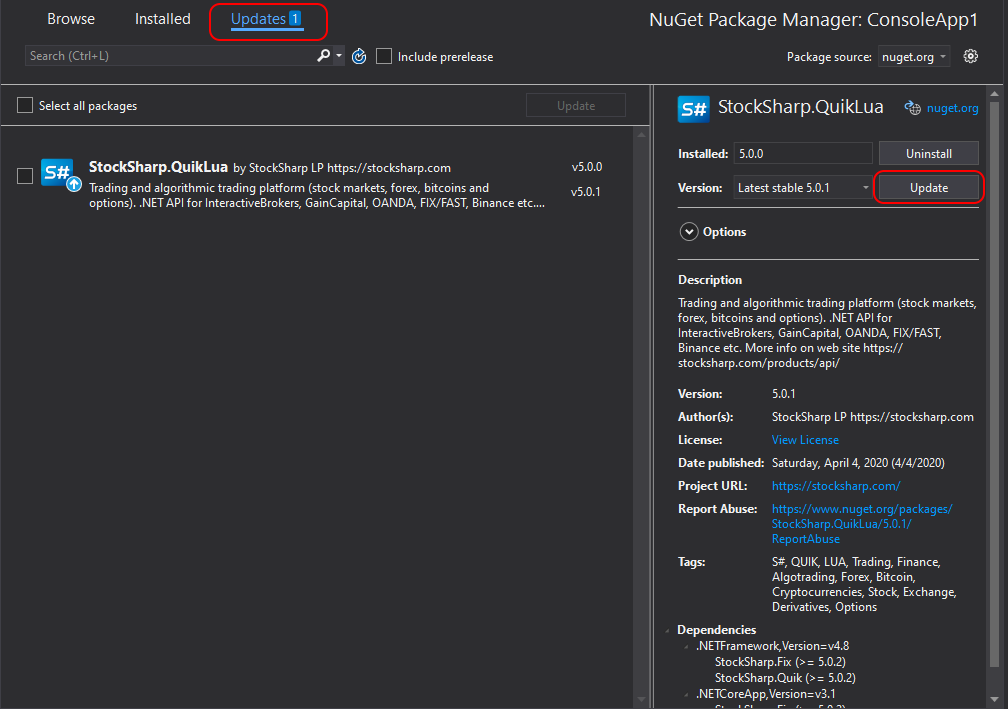 Browse Installed Updates 1
NuGet Package Manager: ConsoleApp1
Search (Ctrl+L) Include prerelease
Package source: nuget.org
Select all packages Update
S# StockSharp.QuikLua by StockSharp LP https://stocksharp.com v5.0.0
Trading and algorithmic trading platform (stock markets, forex, bitcoins and v5.0.1
options). .NET API for InteractiveBrokers, GainCapital, OANDA, FIX/FAST, Binance etc....
S# StockSharp.QuikLua nuget.org
Installed: 5.0.0 Uninstall
Version: Latest stable 5.0.1 Update
Options
Description
Trading and algorithmic trading platform (stock markets,
forex, bitcoins and options). .NET API for
InteractiveBrokers, GainCapital, OANDA, FIX/FAST,
Binance etc. More info on web site https://
stocksharp.com/products/api/
Version: 5.0.1
Author(s): StockSharp LP https://stocksharp.com
License: View License
Date published: Saturday, April 4, 2020 (4/4/2020)
Project URL: https://stocksharp.com/
Report Abuse: https://www.nuget.org/packages/
StockSharp.QuikLua/5.0.1/
ReportAbuse
Tags: S#, QUIK, LUA, Trading, Finance,
Algotrading, Forex, Bitcoin,
Cryptocurrencies, Stock, Exchange,
Derivatives, Options
Dependencies
.NETFramework,Version=v4.8
StockSharp.Fix (>= 5.0.2)
StockSharp.Quik (>= 5.0.2)
.NETCoreApp,Version=v3.1